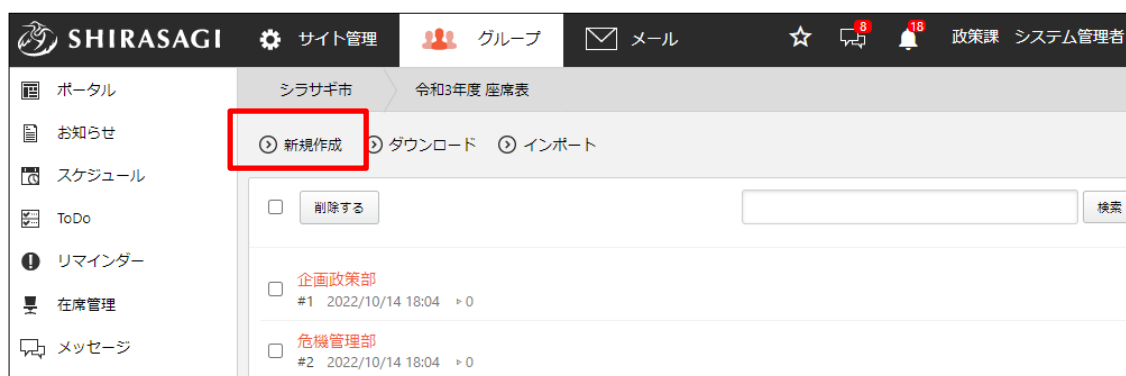 SHIRASAGI サイト管理 グループ メール 8 18 政策課 システム管理者
ポータル
お知らせ
スケジュール
ToDo
リマインダー
在席管理
メッセージ
シラサギ市 令和3年度 座席表
新規作成 ダウンロード インポート
削除する 検索
企画政策部
#1 2022/10/14 18:04 0
危機管理部
#2 2022/10/14 18:04 0